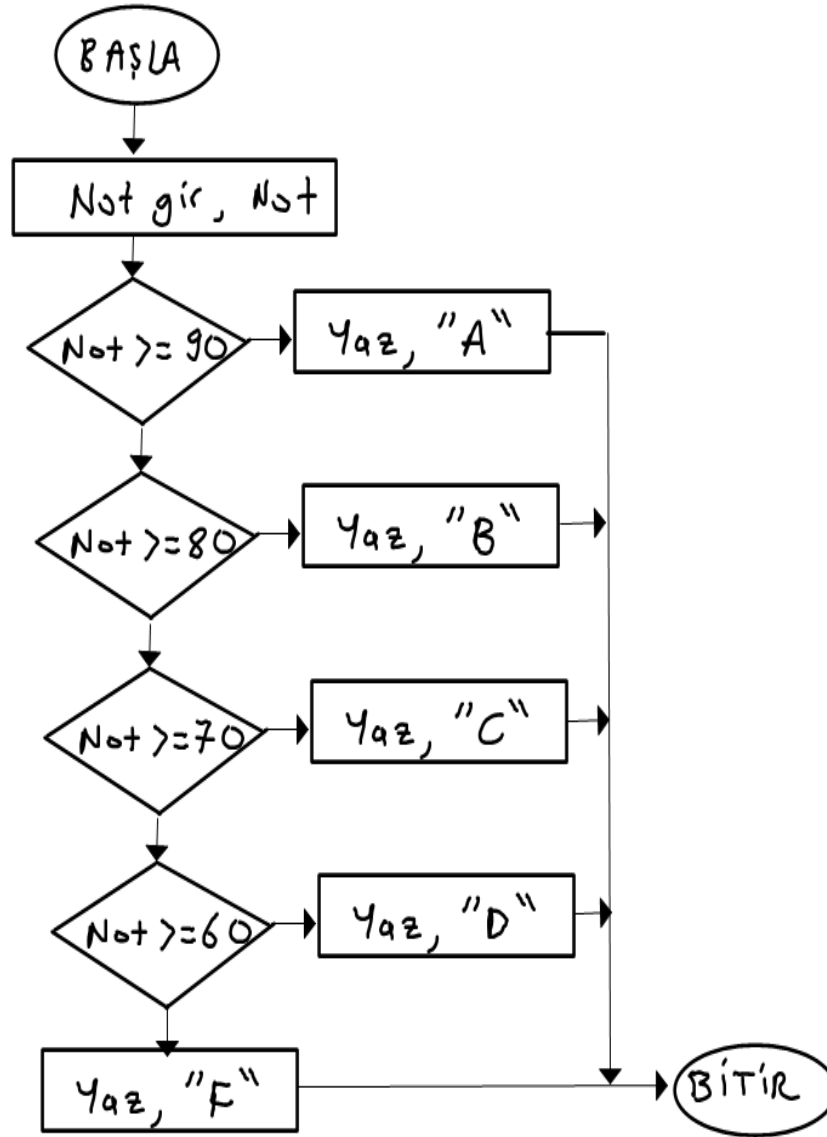 BAŞLA
Not gir, Not
Not >= 90
Yaz, "A"
Not >=80
Yaz, "B"
Not >=70
Yaz, "C"
Not >=60
Yaz, "D"
Yaz, "F"
BİTİR